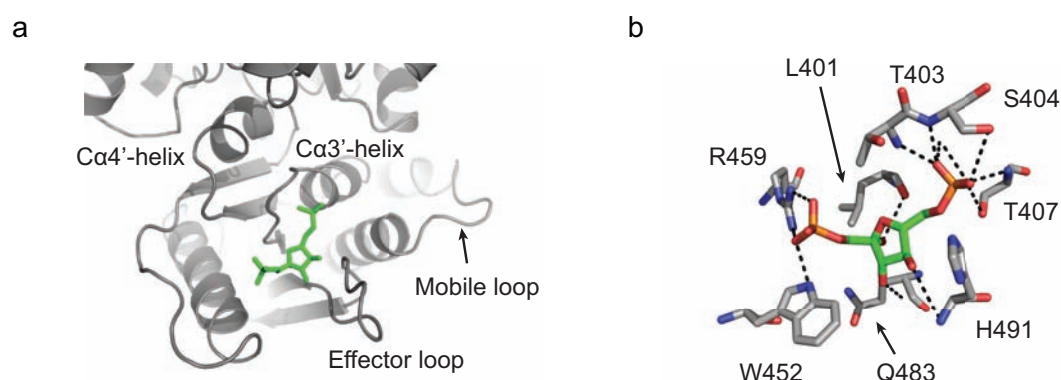 a
Cα4’-helix
Cα3’-helix
Mobile loop
Effector loop
b
L401
T403
S404
R459
T407
H491
W452
Q483